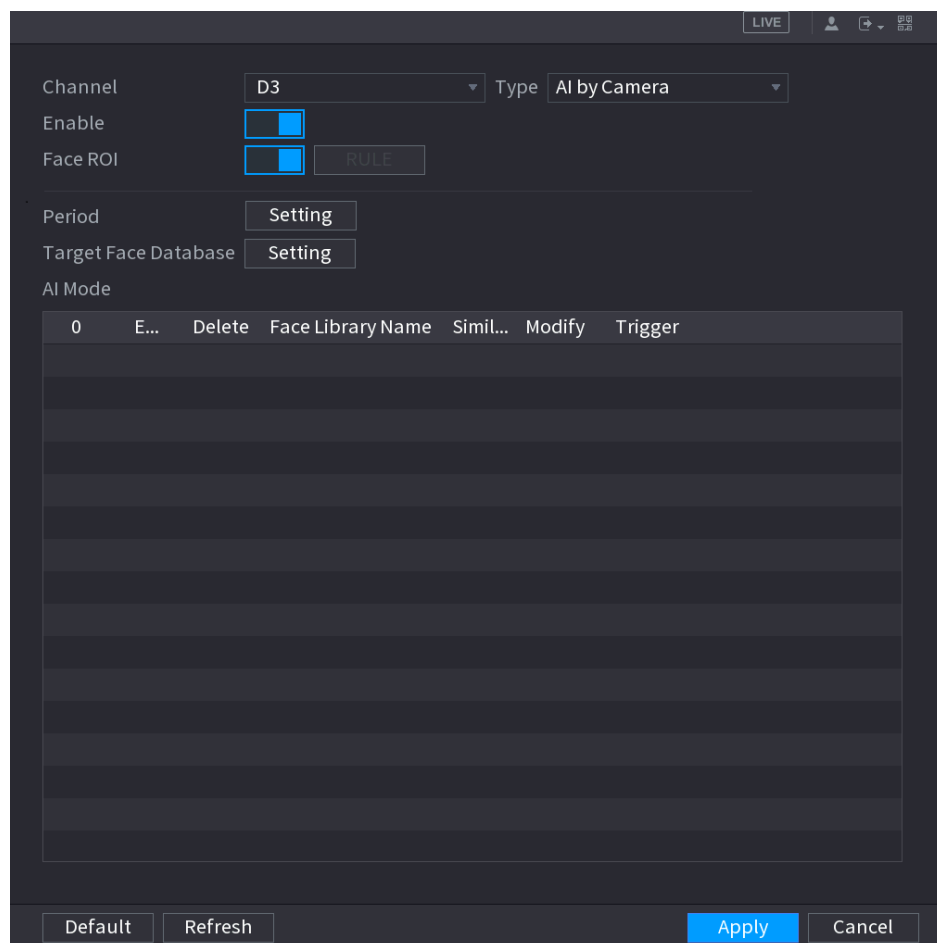 LIVE
Channel D3 Type AI by Camera
Enable
Face ROI RULE
Period Setting
Target Face Database Setting
AI Mode
0 E... Delete Face Library Name Simil... Modify Trigger
Default Refresh Apply Cancel